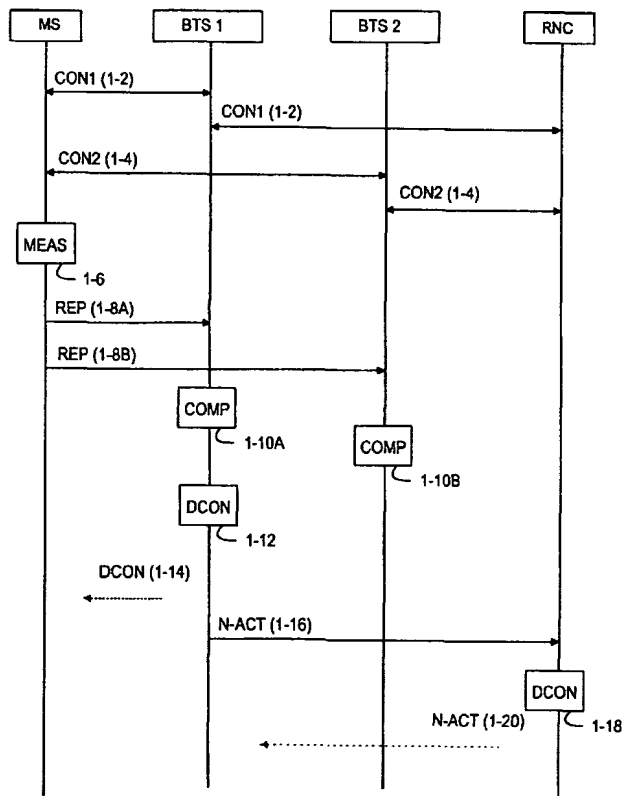 MS
BTS 1
BTS 2
RNC
CON1 (1-2)
CON1 (1-2)
CON2 (1-4)
CON2 (1-4)
MEAS
1-6
REP (1-8A)
REP (1-8B)
COMP
1-10A
COMP
1-10B
DCON
1-12
DCON (1-14)
N-ACT (1-16)
DCON
1-18
N-ACT (1-20)